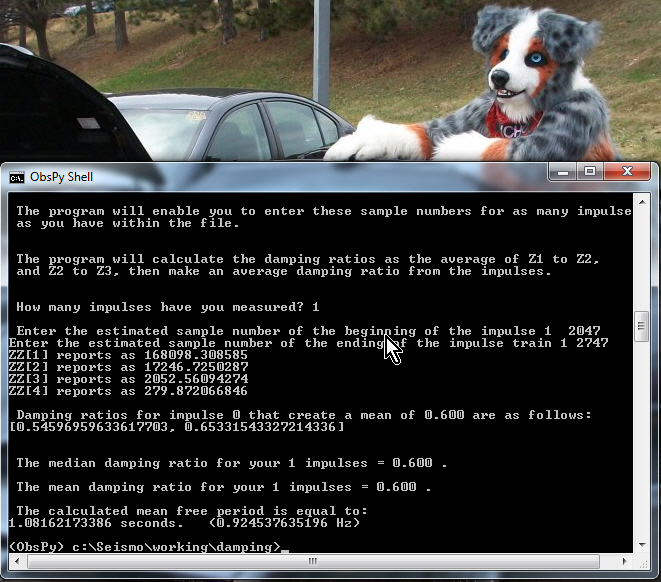 ICH
ObsPy Shell
The program will enable you to enter these sample numbers for as many impulse
as you have within the file.
The program will calculate the damping ratios as the average of Z1 to Z2,
and Z2 to Z3, then make an average damping ratio from the impulses.
How many impulses have you measured? 1
Enter the estimated sample number of the beginning of the impulse 1  2047
Enter the estimated sample number of the ending of the impulse train 1 2747
ZZ[1] reports as 168098.308585
ZZ[2] reports as 17246.7250287
ZZ[3] reports as 2052.56094274
ZZ[4] reports as 279.872066846
Damping ratios for impulse 0 that create a mean of 0.600 are as follows:
[0.54596959633617703, 0.65331543327214336]
The median damping ratio for your 1 impulses = 0.600 .
The mean damping ratio for your 1 impulses = 0.600 .
The calculated mean free period is equal to:
1.08162173386 seconds.   (0.924537635196 Hz)
(ObsPy) c:\Seismo\working\damping>_